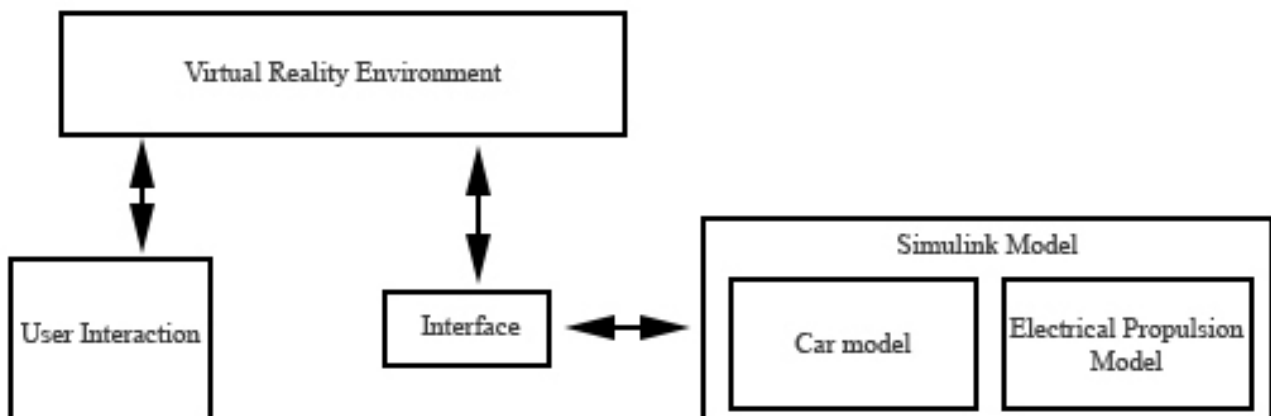 Virtual Reality Environment
Simulink Model
User Interaction
Interface
Car model
Electrical Propulsion
Model